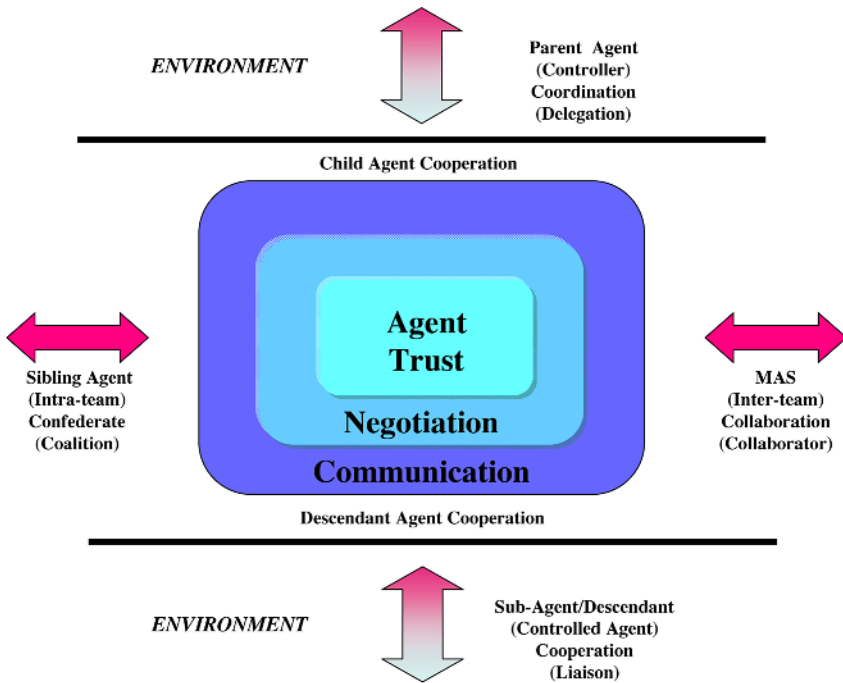 ENVIRONMENT
Parent Agent
(Controller)
Coordination
(Delegation)
Child Agent Cooperation
Agent
Trust
Negotiation
Communication
Sibling Agent
(Intra-team)
Confederate
(Coalition)
MAS
(Inter-team)
Collaboration
(Collaborator)
Descendant Agent Cooperation
ENVIRONMENT
Sub-Agent/Descendant
(Controlled Agent)
Cooperation
(Liaison)